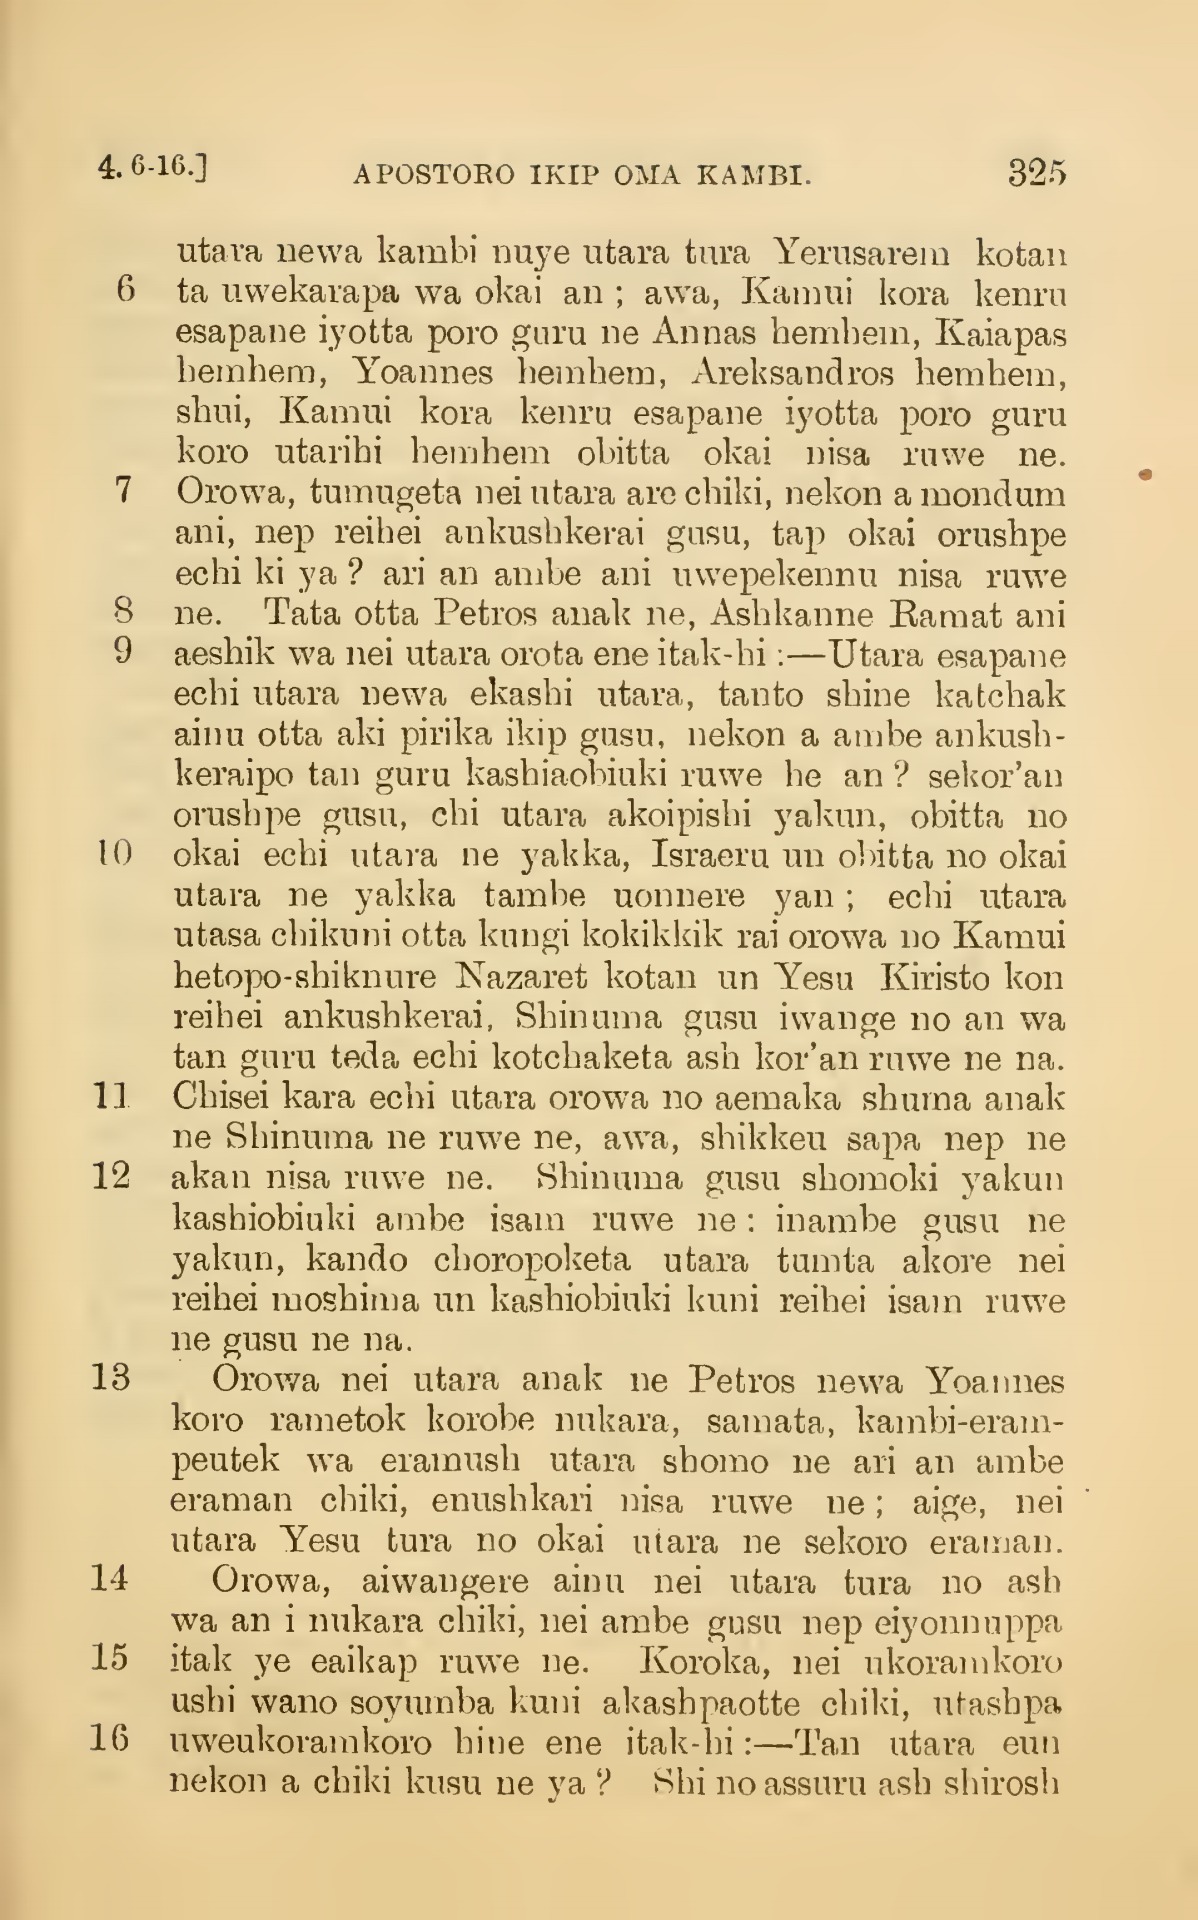 4. 6-16.] APOSTORO IKIP OMA KAMBI. 325
utara newa kambi nuye utara tura Yerusarem kotan
6 ta uwekarapa wa okai an ; awa, Kamui kora kenru
esapane iyotta poro guru ne Annas hemhem, Kaiapas
hemhem, Yoannes hemhem, Areksandros hemhem,
shui, Kamui kora kenru esapane iyotta poro guru
koro utarihi hemhem obitta okai nisa ruwe ne.
7 Orowa, tumugeta nei utara are chiki, nekon a mondum
ani, nep reihei ankushkerai gusu, tap okai orushpe
echi ki ya ? ari an ambe ani uwepekennu nisa ruwe
8 ne. Tata otta Petros anak ne, Ashkanne Ramat ani
9 aeshik wa nei utara orota ene itak-hi :—Utara esapane
echi utara newa ekashi utara, tanto shine katchak
ainu otta aki pirika ikip gusu, nekon a ambe ankush-
keraipo tan guru kashiaobiuki ruwe he an ? sekor'an
orushpe gusu, chi utara akoipishi yakun, obitta no
10 okai echi utara ne yakka, Israeru un obitta no okai
utara ne yakka tambe uonnere yan ; echi utara
utasa chikuni otta kungi kokikkik rai orowa no Kamui
hetopo-shiknure Nazaret kotan un Yesu Kiristo kon
reihei ankushkerai, Shinuma gusu iwange no an wa
tan guru teda echi kotchaketa ash kor'an ruwe ne na.
11 Chisei kara echi utara orowa no aemaka shuma anak
ne Shinuma ne ruwe ne, awa, shikkeu sapa nep ne
12 akan nisa ruwe ne. Shinuma gusu shomoki yakun
kashiobiuki ambe isam ruwe ne : inambe gusu ne
yakun, kando choropoketa utara tumta akore nei
reihei moshima un kashiobiuki kuni reihei isam ruwe
ne gusu ne na.
13 Orowa nei utara anak ne Petros newa Yoannes
koro rametok korobe nukara, samata, kambi-eram-
peutek wa eramush utara shomo ne ari an ambe
eraman chiki, enushkari nisa ruwe ne ; aige, nei
utara Yesu tura no okai utara ne sekoro eraman.
14 Orowa, aiwangere ainu nei utara tura no ash
wa an i nukara chiki, nei ambe gusu nep eiyonnuppa
15 itak ye eaikap ruwe ne. Koroka, nei ukoramkoro
ushi wano soyumba kuni akashpaotte chiki, utashpa
16 uweukoramkoro hine ene itak-hi :—Tan utara eun
nekon a chiki kusu ne ya ? Shi no assuru ash shirosh